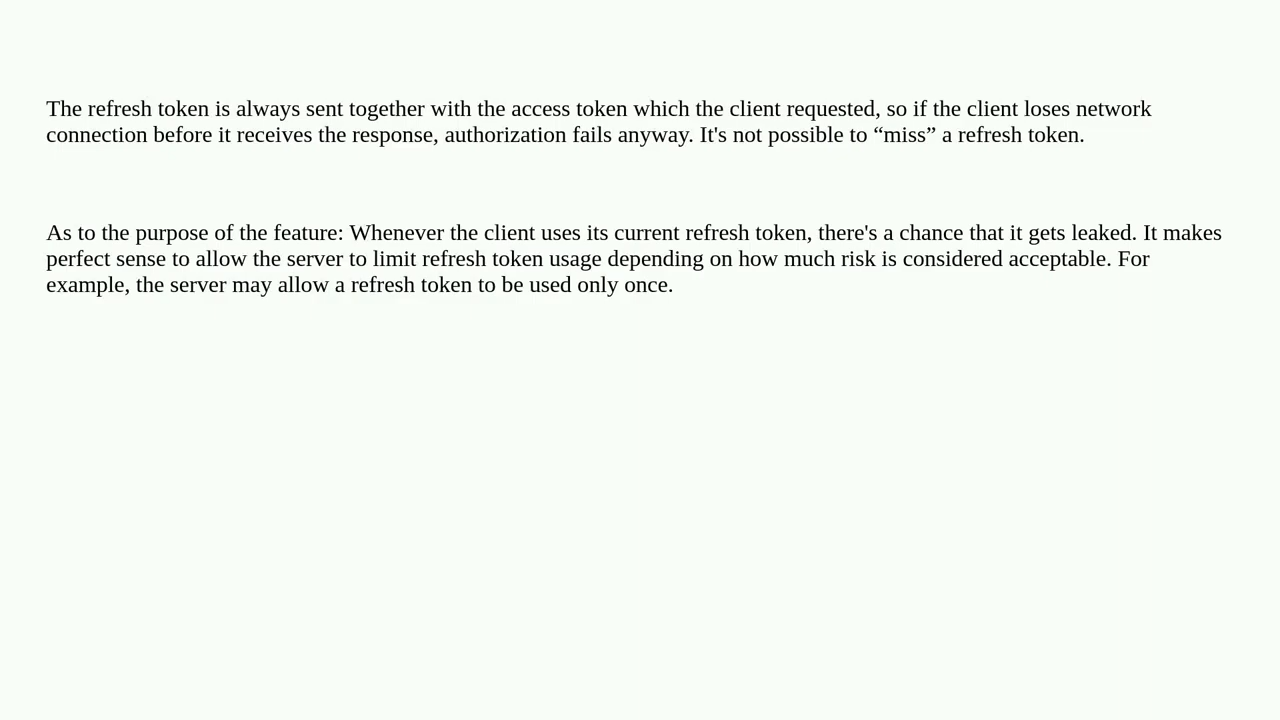 The refresh token is always sent together with the access token which the client requested, so if the client loses network
connection before it receives the response, authorization fails anyway. It's not possible to “miss” a refresh token.
As to the purpose of the feature: Whenever the client uses its current refresh token, there's a chance that it gets leaked. It makes
perfect sense to allow the server to limit refresh token usage depending on how much risk is considered acceptable. For
example, the server may allow a refresh token to be used only once.